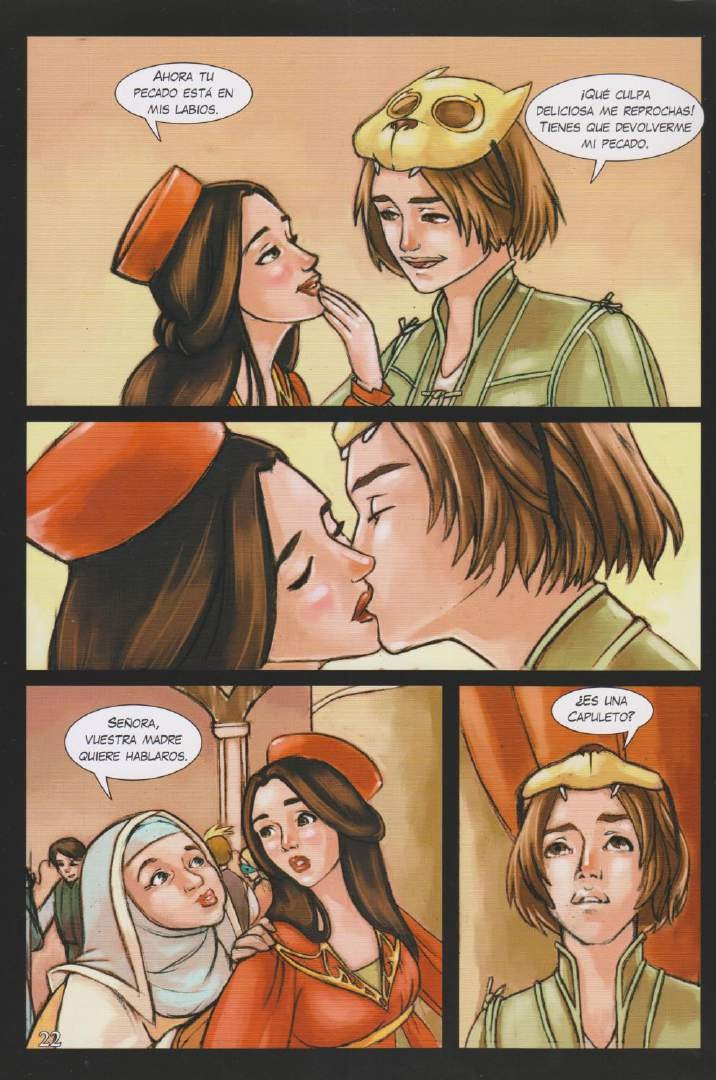 AHORA TU
PECADO ESTÁ EN
MIS LABIOS.
¡QUÉ CULPA
DELICIOSA ME REPROCHAS!
TIENES QUE DEVOLVERME
MI PECADO.
SEÑORA,
VUESTRA MADRE
QUIERE HABLAROS.
¿ES UNA
CAPULETO?
22